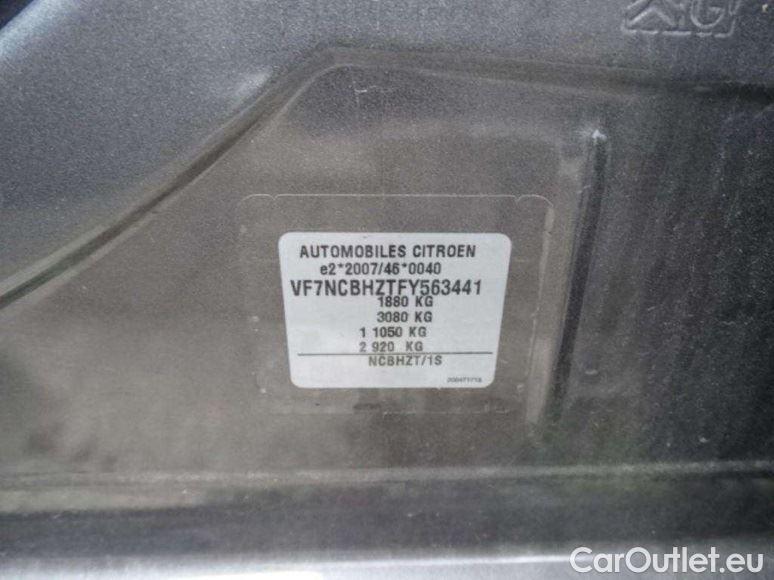 AUTOMOBILES CITROEN
e2*2007/46*0040
VF7NCBHZTFY563441
1880 KG
3080 KG
1 1050 KG
2 920 KG
NCBHZT/1S
CarOutlet.eu